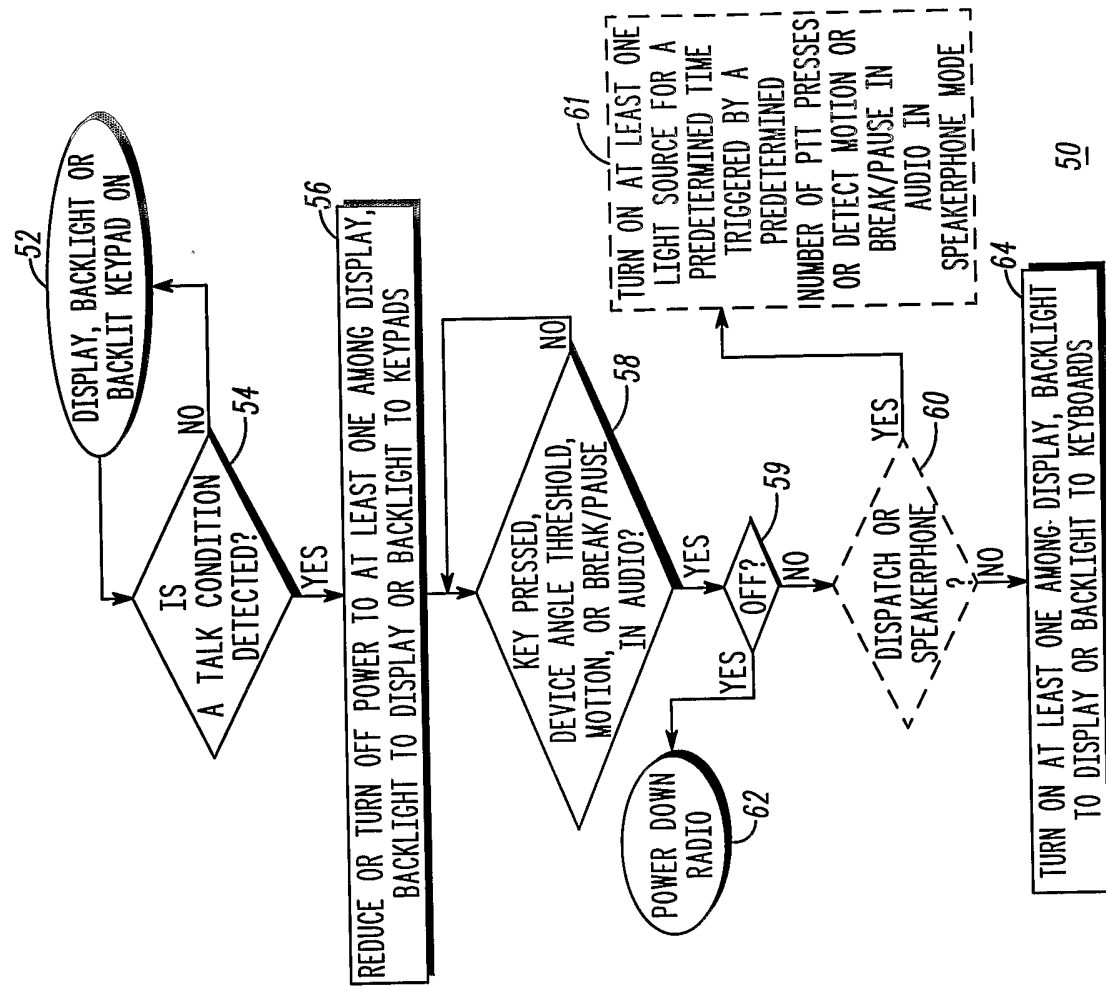 52
DISPLAY, BACKLIGHT OR
BACKLIT KEYPAD ON
IS
A TALK CONDITION
DETECTED?
54
NO
YES
56
REDUCE OR TURN OFF POWER TO AT LEAST ONE AMONG DISPLAY,
BACKLIGHT TO DISPLAY OR BACKLIGHT TO KEYPADS
KEY PRESSED,
DEVICE ANGLE THRESHOLD,
MOTION, OR BREAK/PAUSE
IN AUDIO?
58
NO
YES
OFF?
59
YES
NO
POWER DOWN
RADIO
62
DISPATCH OR
SPEAKERPHONE
?
60
YES
NO
61
TURN ON AT LEAST ONE
LIGHT SOURCE FOR A
PREDETERMINED TIME
TRIGGERED BY A
PREDETERMINED
NUMBER OF PTT PRESSES
OR DETECT MOTION OR
BREAK/PAUSE IN
AUDIO IN
SPEAKERPHONE MODE
64
TURN ON AT LEAST ONE AMONG DISPLAY, BACKLIGHT
TO DISPLAY OR BACKLIGHT TO KEYBOARDS
50